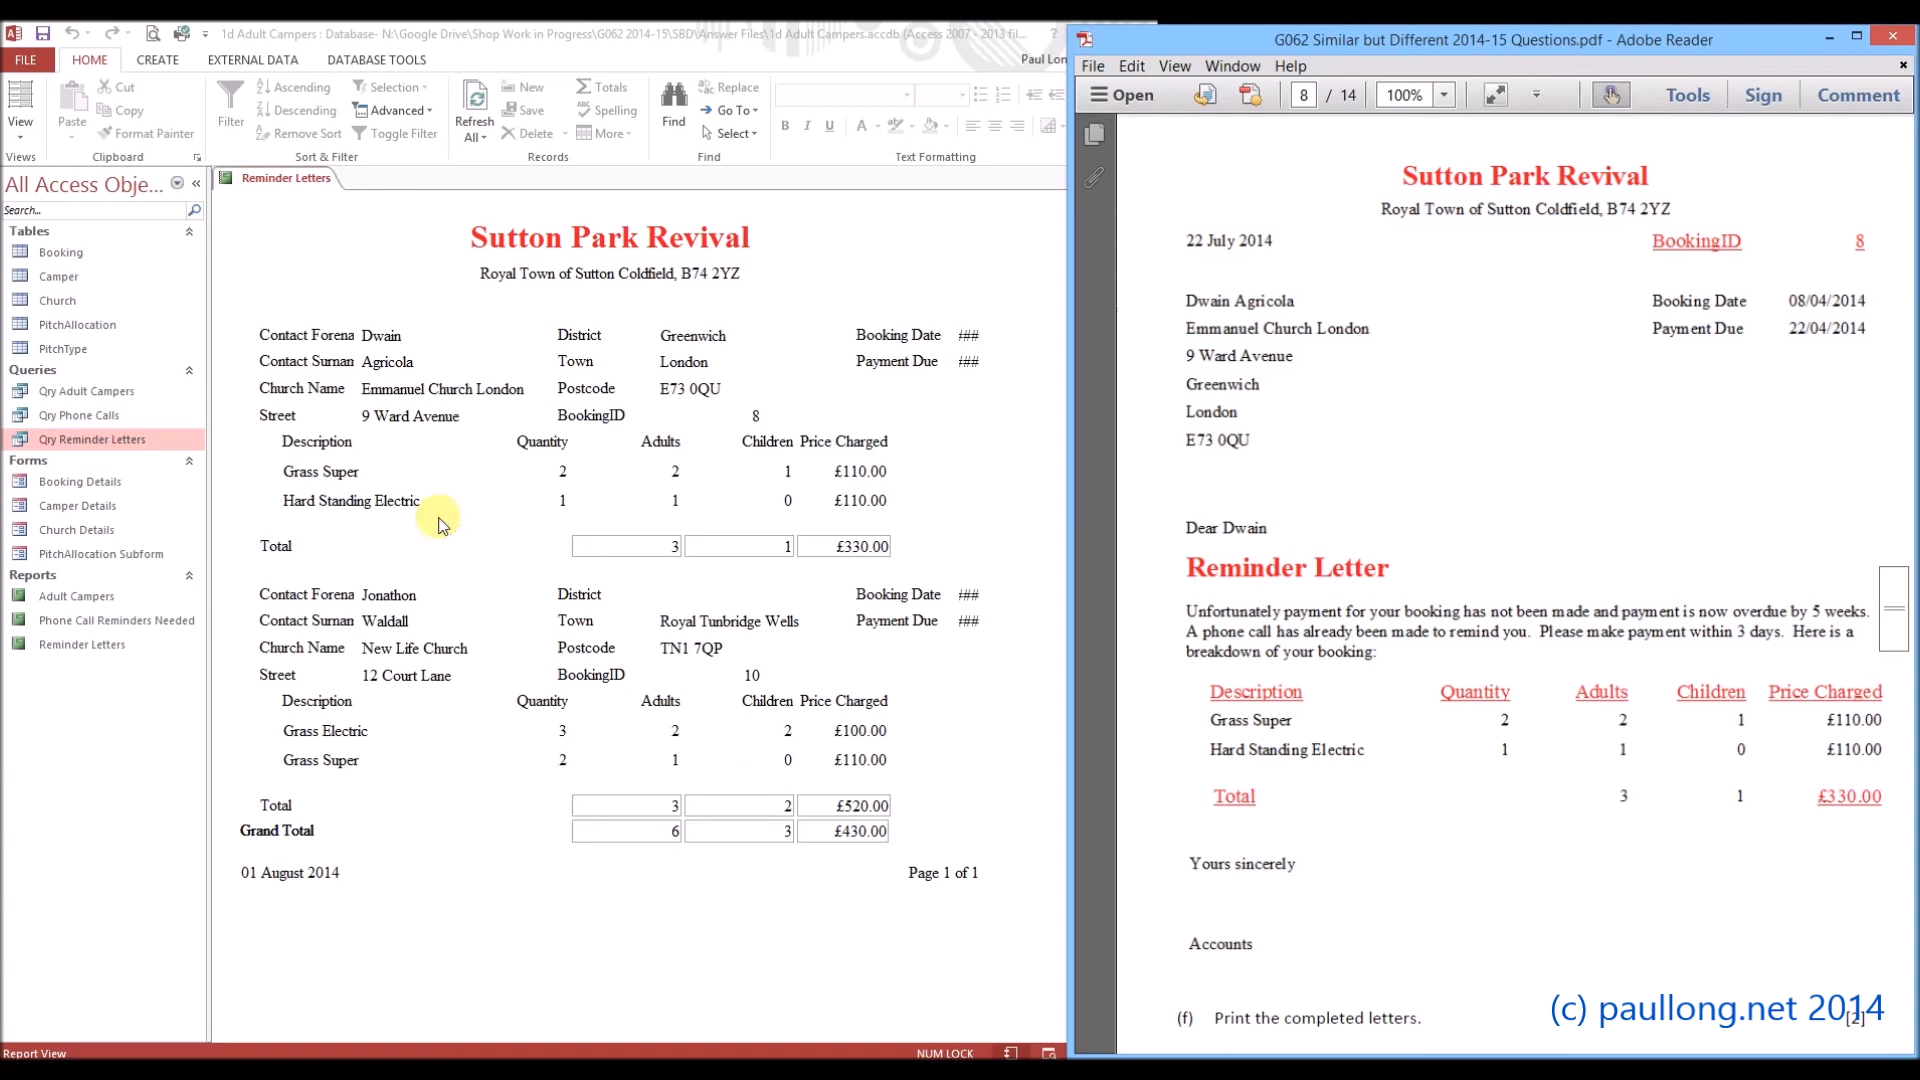 1d Adult Campers : Database- N:\Google Drive\Shop Work in Progress\G062 2014-15\SBD\Answer Files\1d Adult Campers.accdb (Access 2007 - 2013 fil... ?
FILE HOME CREATE EXTERNAL DATA DATABASE TOOLS Paul Lon
View
Views
Paste
Cut
Copy
Format Painter
Clipboard
Filter
Ascending
Descending
Remove Sort
Selection
Advanced
Toggle Filter
Sort & Filter
Refresh
All
New
Save
Delete
Totals
Spelling
More
Records
Find
Replace
Go To
Select
Find
B I U A
Text Formatting
All Access Obje...
Search...
Tables
Booking
Camper
Church
PitchAllocation
PitchType
Queries
Qry Adult Campers
Qry Phone Calls
Qry Reminder Letters
Forms
Booking Details
Camper Details
Church Details
PitchAllocation Subform
Reports
Adult Campers
Phone Call Reminders Needed
Reminder Letters
Reminder Letters
Sutton Park Revival
Royal Town of Sutton Coldfield, B74 2YZ
Contact Forena Dwain District Greenwich Booking Date ###
Contact Surnan Agricola Town London Payment Due ###
Church Name Emmanuel Church London Postcode E73 0QU
Street 9 Ward Avenue BookingID 8
Description Quantity Adults Children Price Charged
Grass Super 2 2 1 £110.00
Hard Standing Electric 1 1 0 £110.00
Total 3 1 £330.00
Contact Forena Jonathon District Booking Date ###
Contact Surnan Waldall Town Royal Tunbridge Wells Payment Due ###
Church Name New Life Church Postcode TN1 7QP
Street 12 Court Lane BookingID 10
Description Quantity Adults Children Price Charged
Grass Electric 3 2 2 £100.00
Grass Super 2 1 0 £110.00
Total 3 2 £520.00
Grand Total 6 3 £430.00
01 August 2014 Page 1 of 1
Report View NUM LOCK
G062 Similar but Different 2014-15 Questions.pdf - Adobe Reader
File Edit View Window Help
Open 8 / 14 100% Tools Sign Comment
Sutton Park Revival
Royal Town of Sutton Coldfield, B74 2YZ
22 July 2014 BookingID 8
Dwain Agricola Booking Date 08/04/2014
Emmanuel Church London Payment Due 22/04/2014
9 Ward Avenue
Greenwich
London
E73 0QU
Dear Dwain
Reminder Letter
Unfortunately payment for your booking has not been made and payment is now overdue by 5 weeks.
A phone call has already been made to remind you. Please make payment within 3 days. Here is a
breakdown of your booking:
Description Quantity Adults Children Price Charged
Grass Super 2 2 1 £110.00
Hard Standing Electric 1 1 0 £110.00
Total 3 1 £330.00
Yours sincerely
Accounts
(f) Print the completed letters. [2]
(c) paullong.net 2014